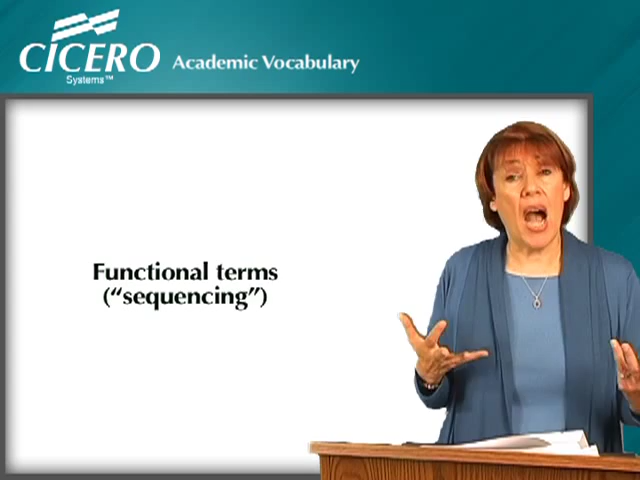 CICERO
Systems™
Academic Vocabulary
Functional terms
(“sequencing”)